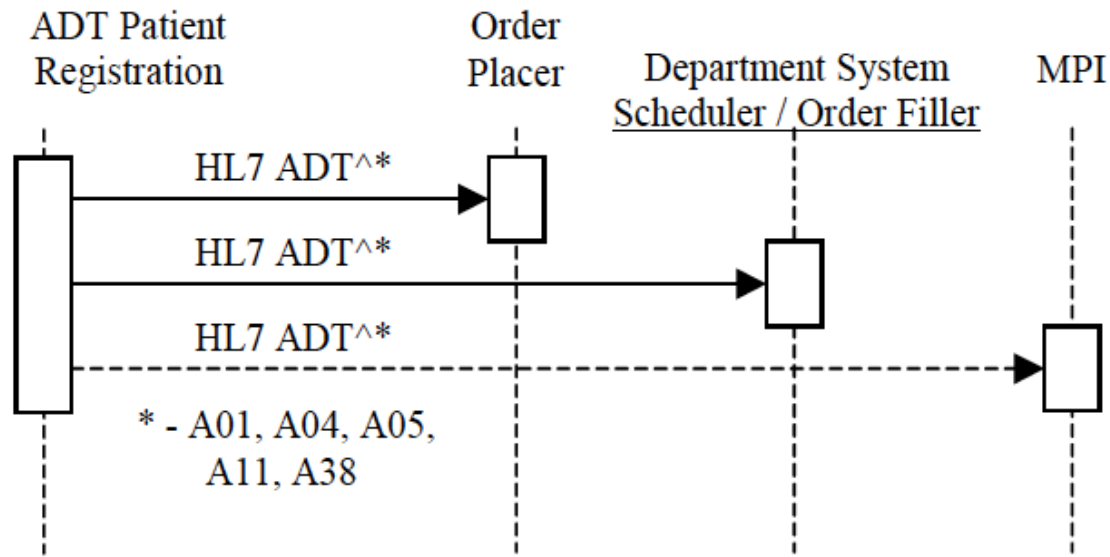 ADT Patient
Registration
Order
Placer
Department System
Scheduler / Order Filler
MPI
HL7 ADT^*
HL7 ADT^*
HL7 ADT^*
* - A01, A04, A05,
A11, A38